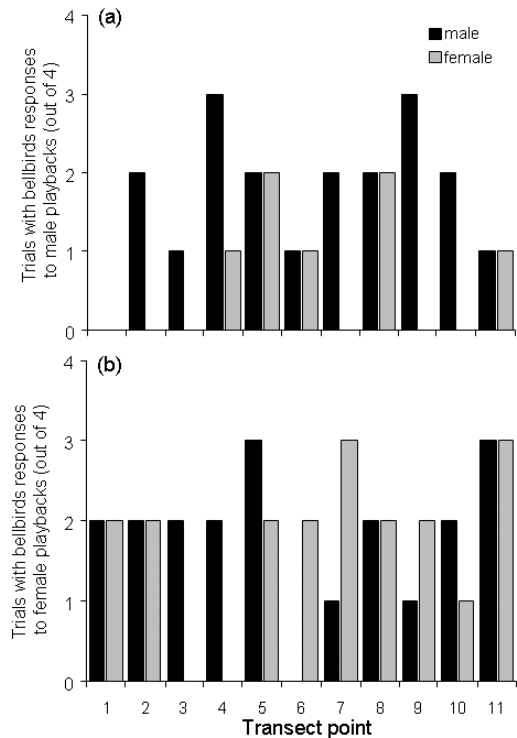 (a)
male
female
Trials with bellbirds responses
to male playbacks (out of 4)
4
3
2
1
0
(b)
Trials with bellbirds responses
to female playbacks (out of 4)
4
3
2
1
0
1 2 3 4 5 6 7 8 9 10 11
Transect point